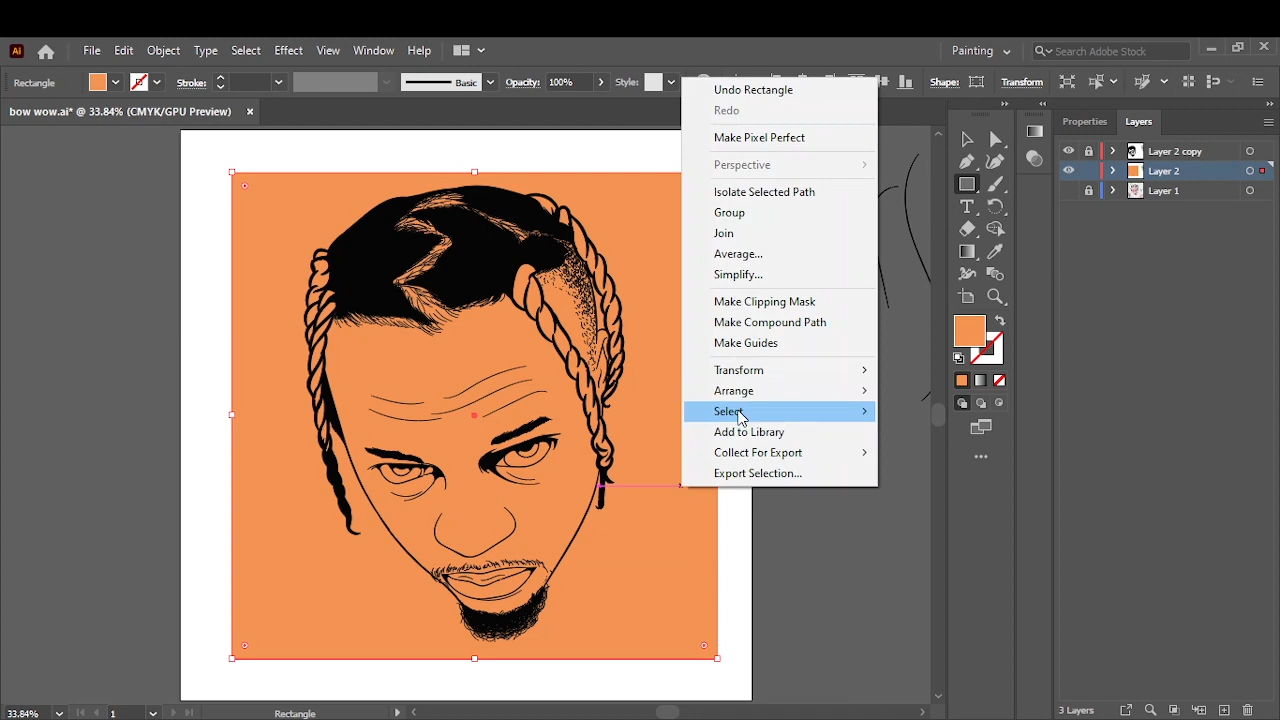 Ai File Edit Object Type Select Effect View Window Help Painting Search Adobe Stock
Rectangle Stroke: Basic Opacity: 100% Style: Shape: Transform
bow wow.ai* @ 33.84% (CMYK/GPU Preview) ×
Undo Rectangle
Redo
Make Pixel Perfect
Perspective
Isolate Selected Path
Group
Join
Average...
Simplify...
Make Clipping Mask
Make Compound Path
Make Guides
Transform
Arrange
Select
Add to Library
Collect For Export
Export Selection...
Properties Layers
Layer 2 copy
Layer 2
Layer 1
33.84% 1 Rectangle 3 Layers